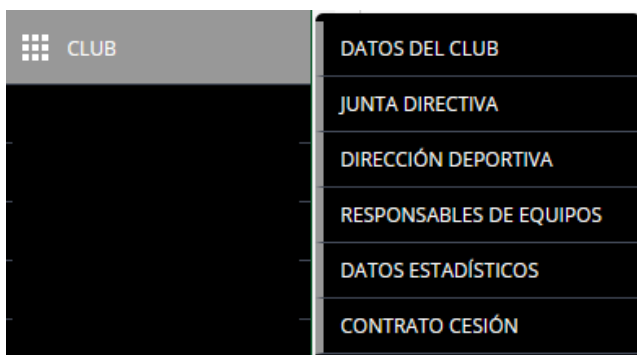 CLUB
DATOS DEL CLUB
JUNTA DIRECTIVA
DIRECCIÓN DEPORTIVA
RESPONSABLES DE EQUIPOS
DATOS ESTADÍSTICOS
CONTRATO CESIÓN